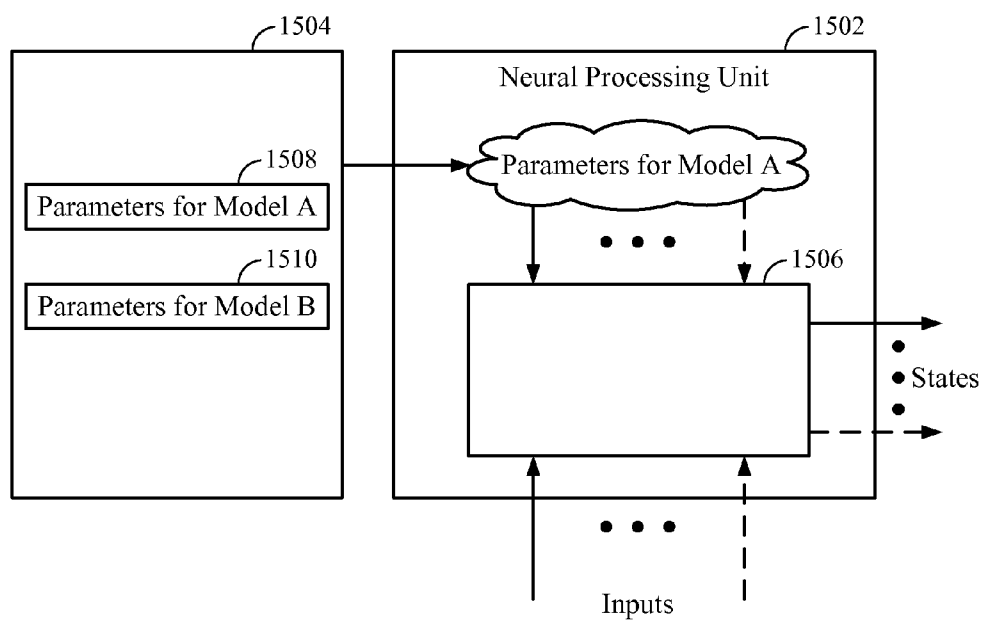 1504
1502
Neural Processing Unit
1508
Parameters for Model A
Parameters for Model A
1510
Parameters for Model B
1506
States
Inputs